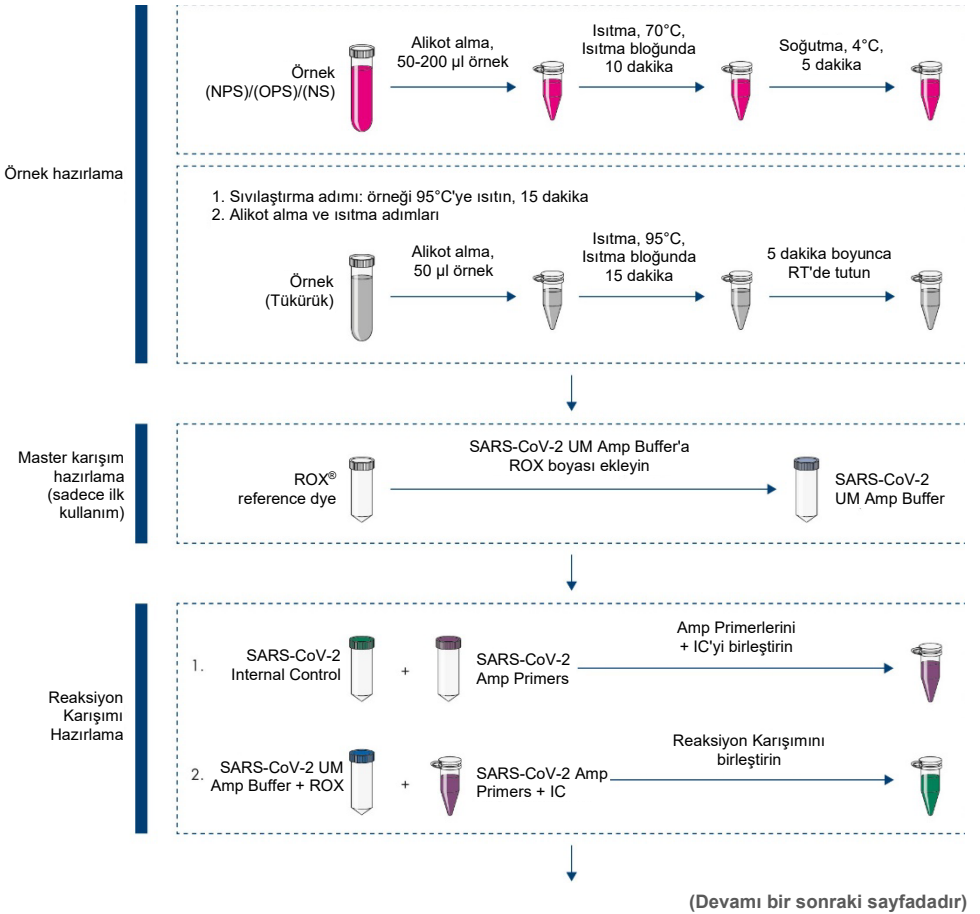 Örnek hazırlama
Örnek
(NPS)/(OPS)/(NS)
Alikot alma,
50-200 µl örnek
Isıtma, 70°C,
Isıtma bloğunda
10 dakika
Soğutma, 4°C,
5 dakika
1. Sıvılaştırma adımı: örneği 95°C'ye ısıtın, 15 dakika
2. Alikot alma ve ısıtma adımları
Örnek
(Tükürük)
Alikot alma,
50 µl örnek
Isıtma, 95°C,
Isıtma bloğunda
15 dakika
5 dakika boyunca
RT'de tutun
Master karışım
hazırlama
(sadece ilk
kullanım)
ROX®
reference dye
SARS-CoV-2 UM Amp Buffer'a
ROX boyası ekleyin
SARS-CoV-2
UM Amp Buffer
Reaksiyon
Karışımı
Hazırlama
1.
SARS-CoV-2
Internal Control
+
SARS-CoV-2
Amp Primers
Amp Primerlerini
+ IC'yi birleştirin
2.
SARS-CoV-2 UM
Amp Buffer + ROX
+
SARS-CoV-2 Amp
Primers + IC
Reaksiyon Karışımını
birleştirin
(Devamı bir sonraki sayfadadır)